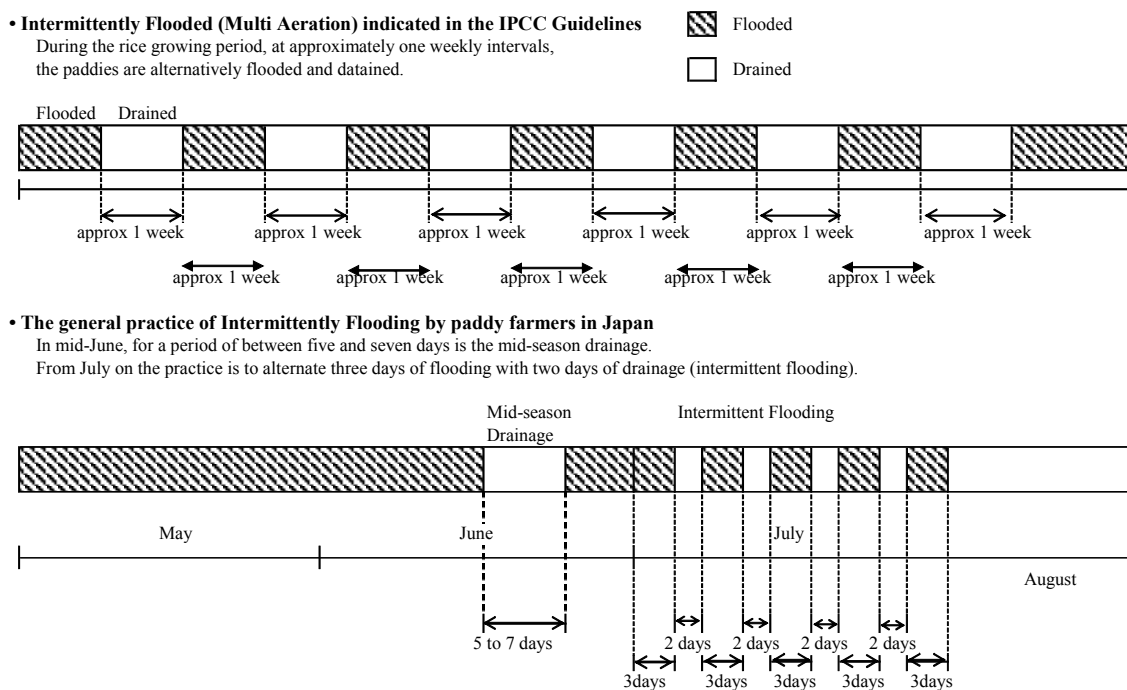 • Intermittently Flooded (Multi Aeration) indicated in the IPCC Guidelines
During the rice growing period, at approximately one weekly intervals,
the paddies are alternatively flooded and datained.
Flooded
Drained
Flooded Drained
approx 1 week approx 1 week approx 1 week approx 1 week approx 1 week approx 1 week
approx 1 week approx 1 week approx 1 week approx 1 week approx 1 week
• The general practice of Intermittently Flooding by paddy farmers in Japan
In mid-June, for a period of between five and seven days is the mid-season drainage.
From July on the practice is to alternate three days of flooding with two days of drainage (intermittent flooding).
Mid-season
Drainage
Intermittent Flooding
May June July
August
5 to 7 days 2 days 2 days 2 days 2 days
3days 3days 3days 3days 3days